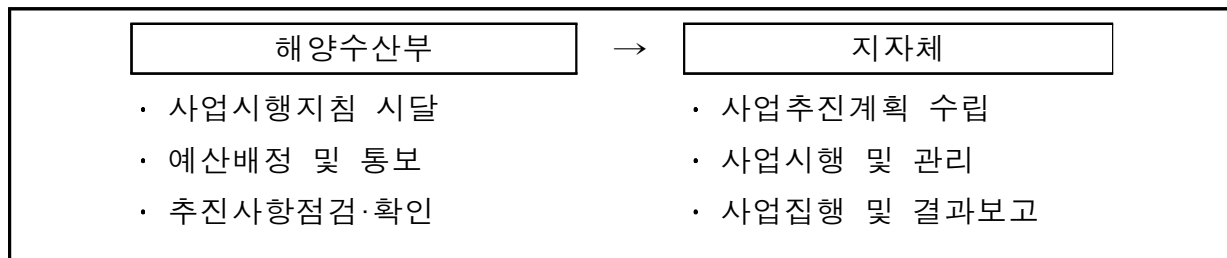 해양수산부 → 지자체
· 사업시행지침 시달
· 예산배정 및 통보
· 추진사항점검·확인
· 사업추진계획 수립
· 사업시행 및 관리
· 사업집행 및 결과보고